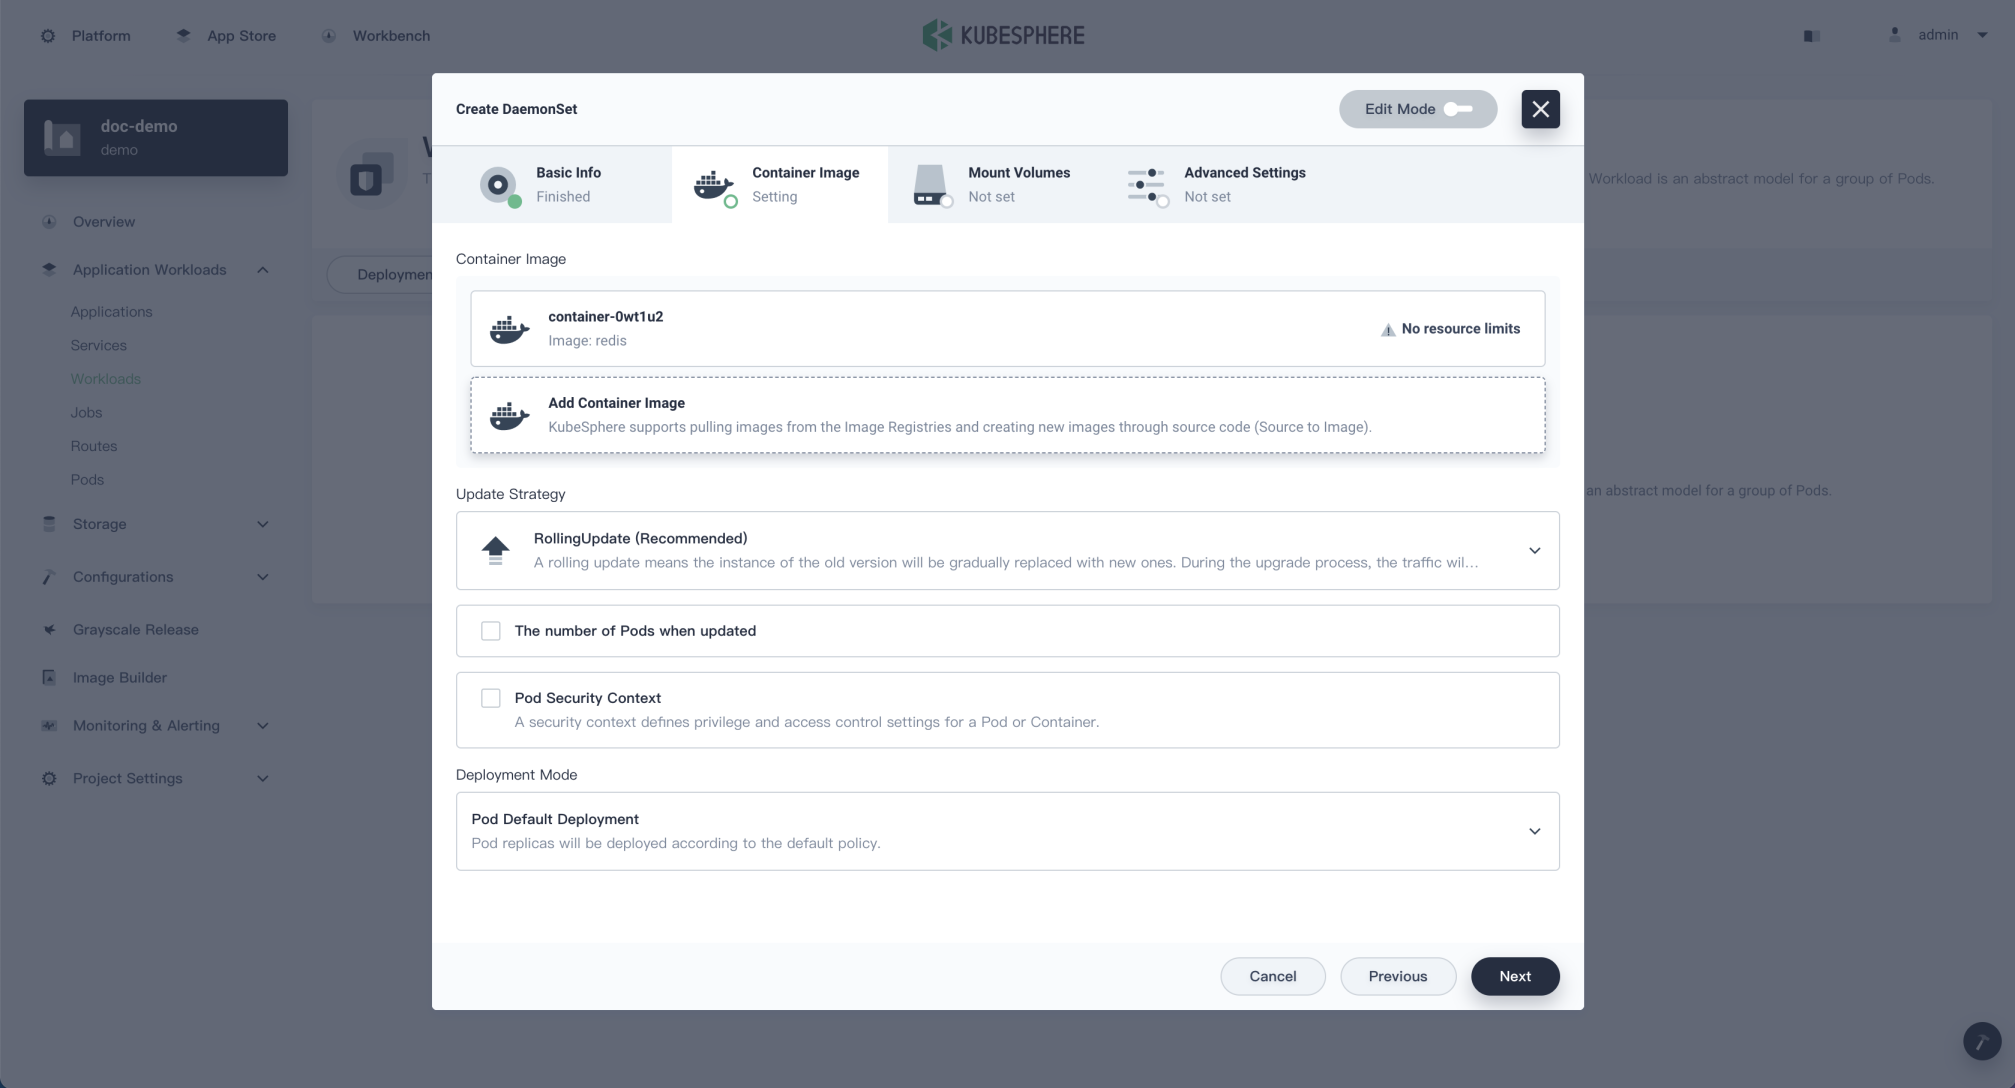 Platform
App Store
Workbench
KUBESPHERE
admin
doc-demo
demo
Overview
Application Workloads
Applications
Services
Workloads
Jobs
Routes
Pods
Storage
Configurations
Grayscale Release
Image Builder
Monitoring & Alerting
Project Settings
Workload is an abstract model for a group of Pods.
an abstract model for a group of Pods.
Create DaemonSet
Edit Mode
Basic Info
Finished
Container Image
Setting
Mount Volumes
Not set
Advanced Settings
Not set
Container Image
container-0wt1u2
Image: redis
No resource limits
Add Container Image
KubeSphere supports pulling images from the Image Registries and creating new images through source code (Source to Image).
Update Strategy
RollingUpdate (Recommended)
A rolling update means the instance of the old version will be gradually replaced with new ones. During the upgrade process, the traffic wil...
The number of Pods when updated
Pod Security Context
A security context defines privilege and access control settings for a Pod or Container.
Deployment Mode
Pod Default Deployment
Pod replicas will be deployed according to the default policy.
Cancel
Previous
Next